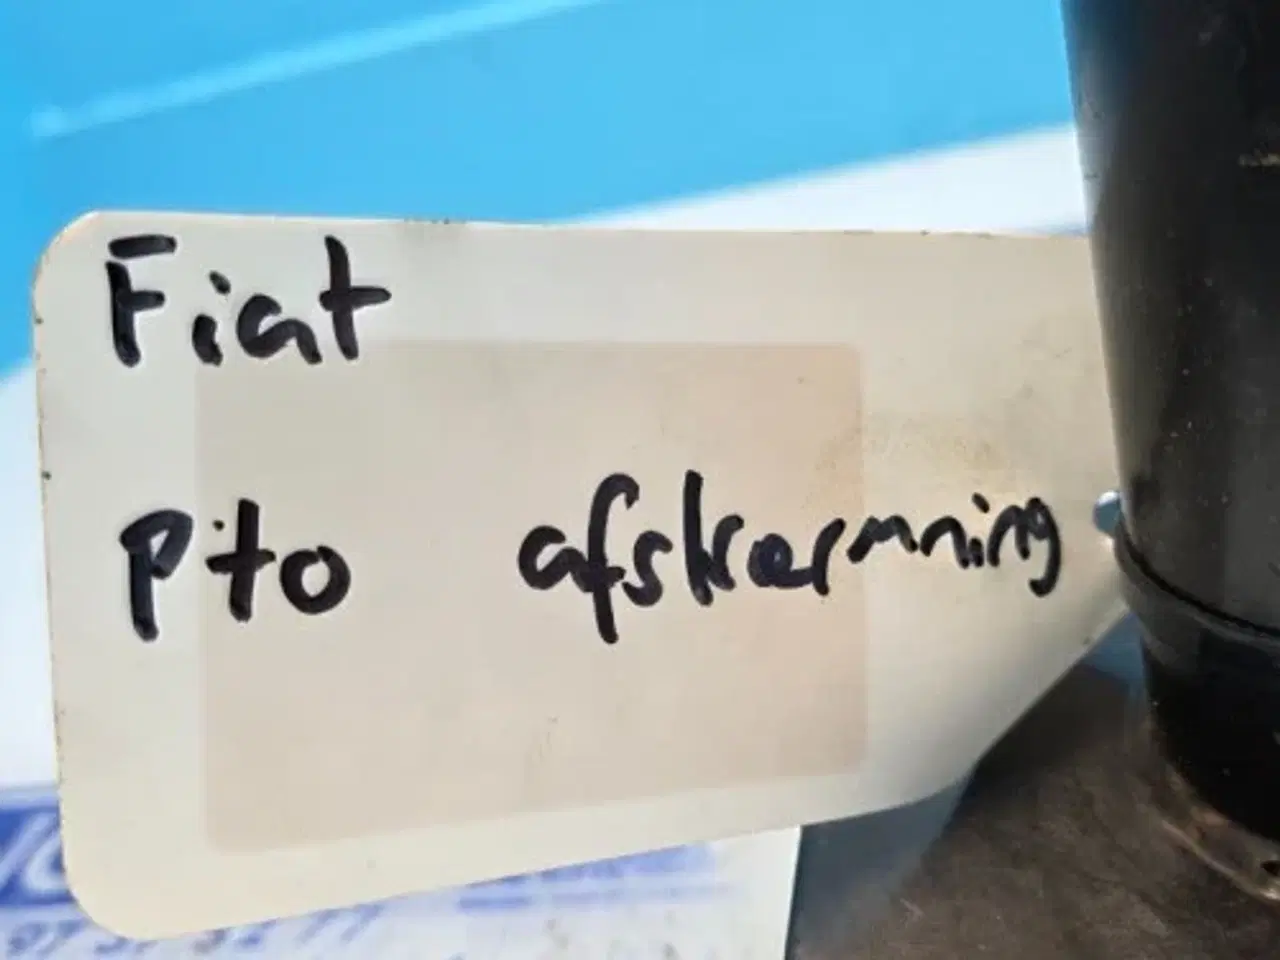 Fiat
Pto afskærmning